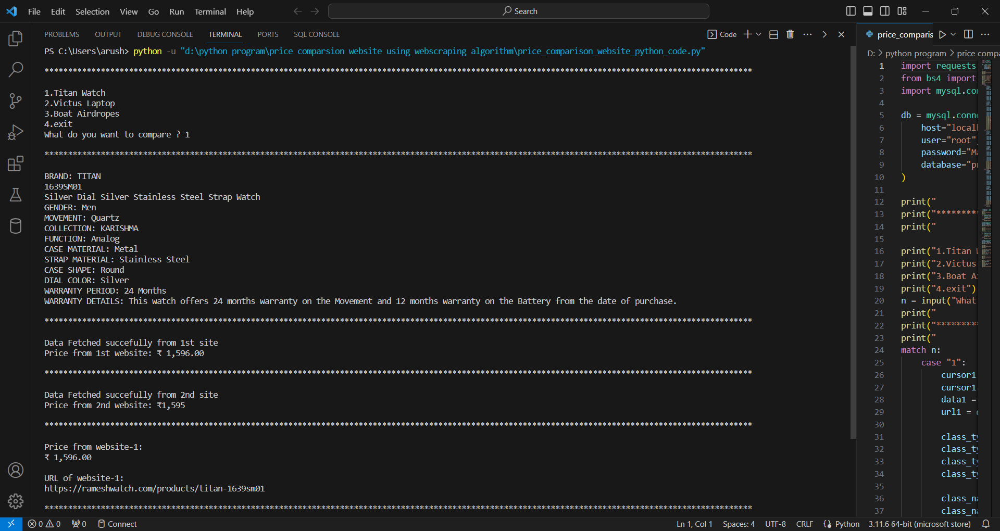 File Edit Selection View Go Run Terminal Help
Search
PROBLEMS OUTPUT DEBUG CONSOLE TERMINAL PORTS SQL CONSOLE
Code
PS C:\Users\arush> python -u "d:\python program\price comparsion website using webscraping algorithm\price_comparison_website_python_code.py"
1.Titan Watch
2.Victus Laptop
3.Boat Airdropes
4.exit
What do you want to compare ? 1
BRAND: TITAN
1639SM01
Silver Dial Silver Stainless Steel Strap Watch
GENDER: Men
MOVEMENT: Quartz
COLLECTION: KARISHMA
FUNCTION: Analog
CASE MATERIAL: Metal
STRAP MATERIAL: Stainless Steel
CASE SHAPE: Round
DIAL COLOR: Silver
WARRANTY PERIOD: 24 Months
WARRANTY DETAILS: This watch offers 24 months warranty on the Movement and 12 months warranty on the Battery from the date of purchase.
Data Fetched succefully from 1st site
Price from 1st website: ₹ 1,596.00
Data Fetched succefully from 2nd site
Price from 2nd website: ₹1,595
Price from website-1:
₹ 1,596.00
URL of website-1:
https://rameshwatch.com/products/titan-1639sm01
price_comparis
D: > python program > price compa
1 import requests
2 from bs4 import
3 import mysql.con
4
5 db = mysql.conne
6 host="local
7 user="root"
8 password="Ma
9 database="pr
10 )
11
12 print("
13 print("*********
14 print("
15
16 print("1.Titan
17 print("2.Victus
18 print("3.Boat A
19 print("4.exit")
20 n = input("What
21 print("
22 print("*********
23 print("
24 match n:
25 case "1":
26 cursor1
27 cursor1
28 data1 =
29 url1 =
30
31 class_ty
32 class_ty
33 class_ty
34 class_ty
35
36 class_na
37 class_na
0 0 0 Connect
Ln 1, Col 1 Spaces: 4 UTF-8 CRLF Python 3.11.6 64-bit (microsoft store)